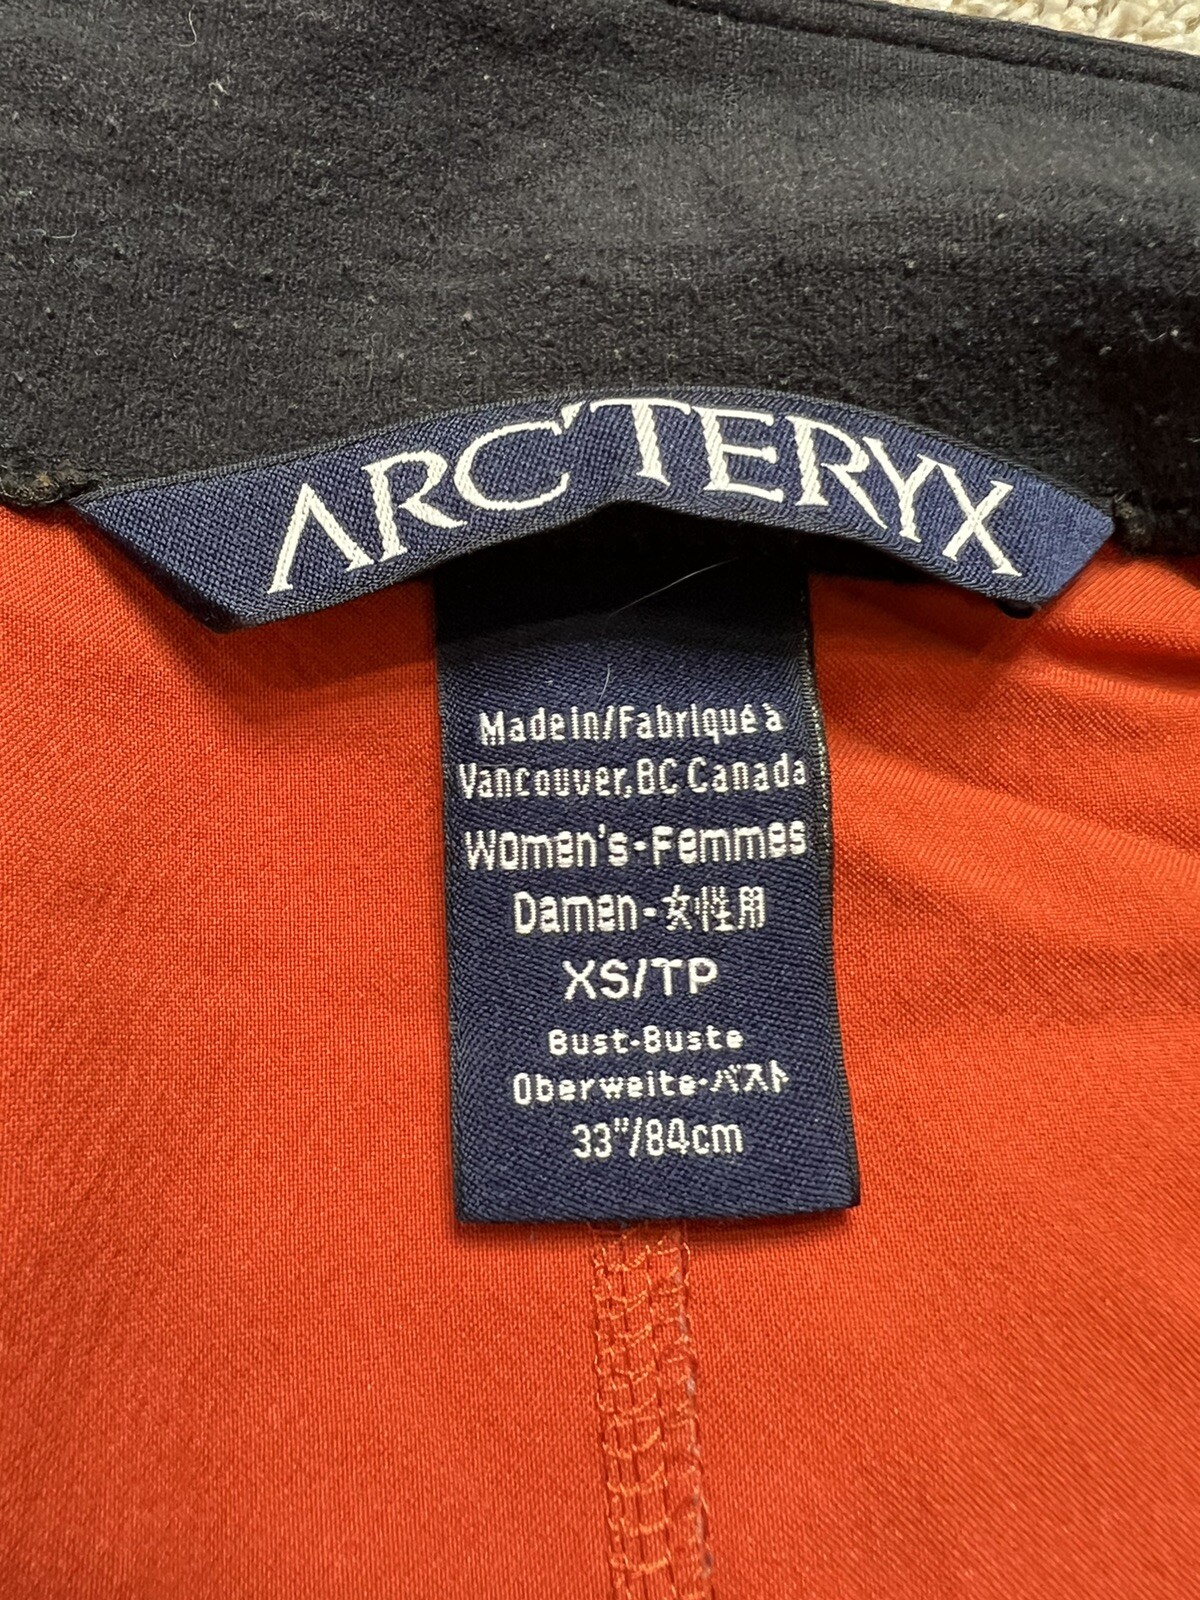 ARC'TERYX
Made in/Fabriqué à
Vancouver, BC Canada
Women's-Femmes
Damen-女性用
XS/TP
Bust-Buste
Oberweite-バスト
33"/84cm